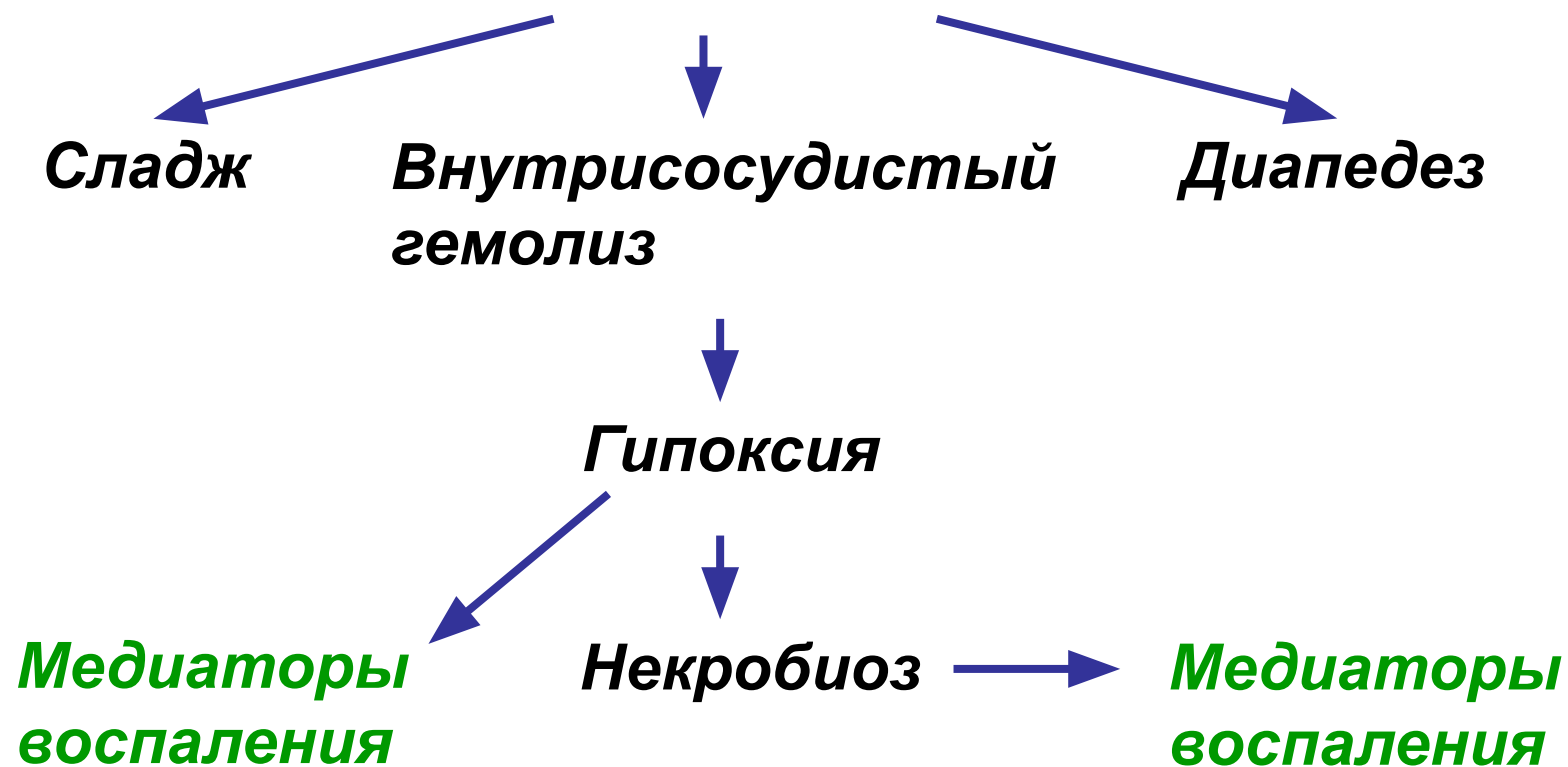 Сладж
Внутрисосудистый
гемолиз
Диапедез
Гипоксия
Медиаторы
воспаления
Некробиоз
Медиаторы
воспаления